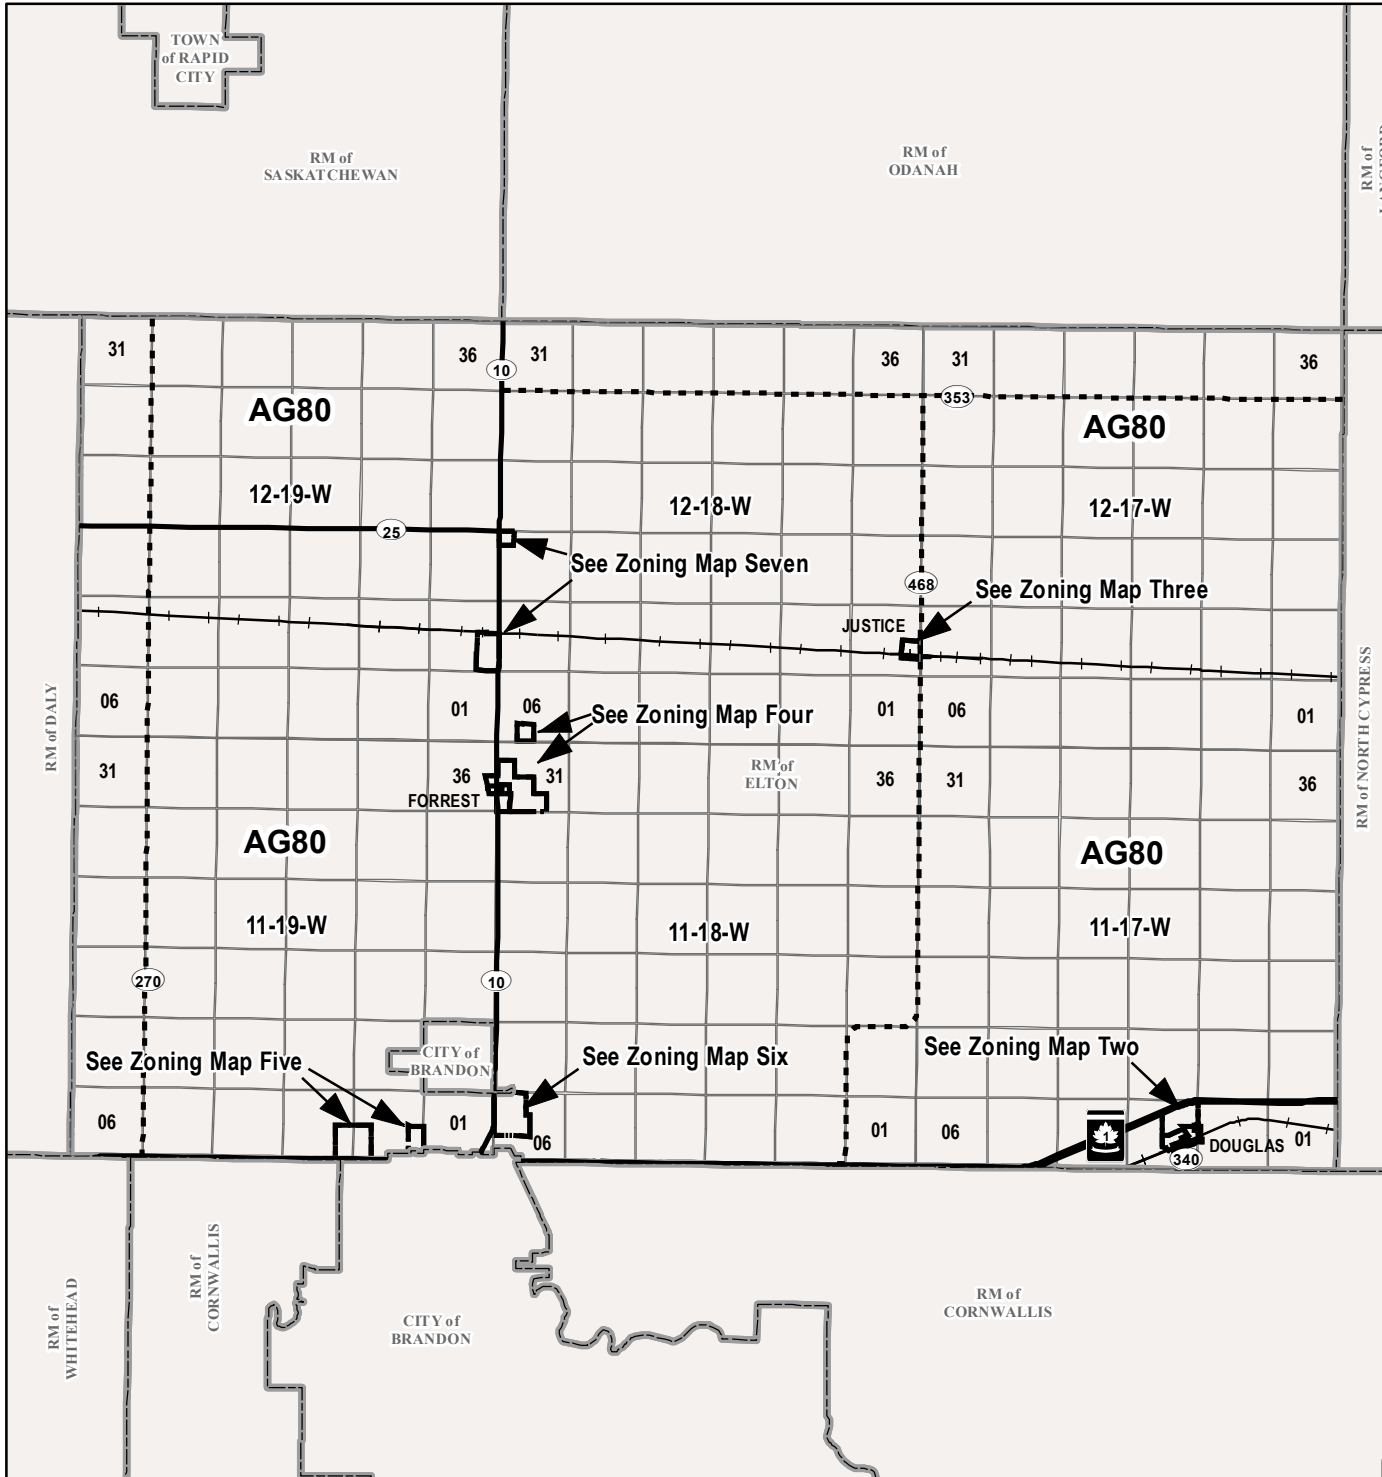 TOWN
of RAPID
CITY
RM of
SASKATCHEWAN
RM of
ODANAH
RM of
31
36
10
31
36
31
36
353
AG80
AG80
12-19-W
12-18-W
12-17-W
25
See Zoning Map Seven
468
See Zoning Map Three
JUSTICE
RM of DALY
06
01
06
See Zoning Map Four
01
06
01
RM of NORTH CYPRESS
31
36
31
RM of
ELTON
36
31
36
FORREST
AG80
AG80
11-19-W
11-18-W
11-17-W
270
10
See Zoning Map Five
CITY of
BRANDON
See Zoning Map Six
See Zoning Map Two
06
01
06
01
06
1
DOUGLAS
01
340
RM of
WHITEHEAD
RM of
CORNWALLIS
CITY of
BRANDON
RM of
CORNWALLIS